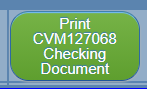 Print
CVM127068
Checking
Document